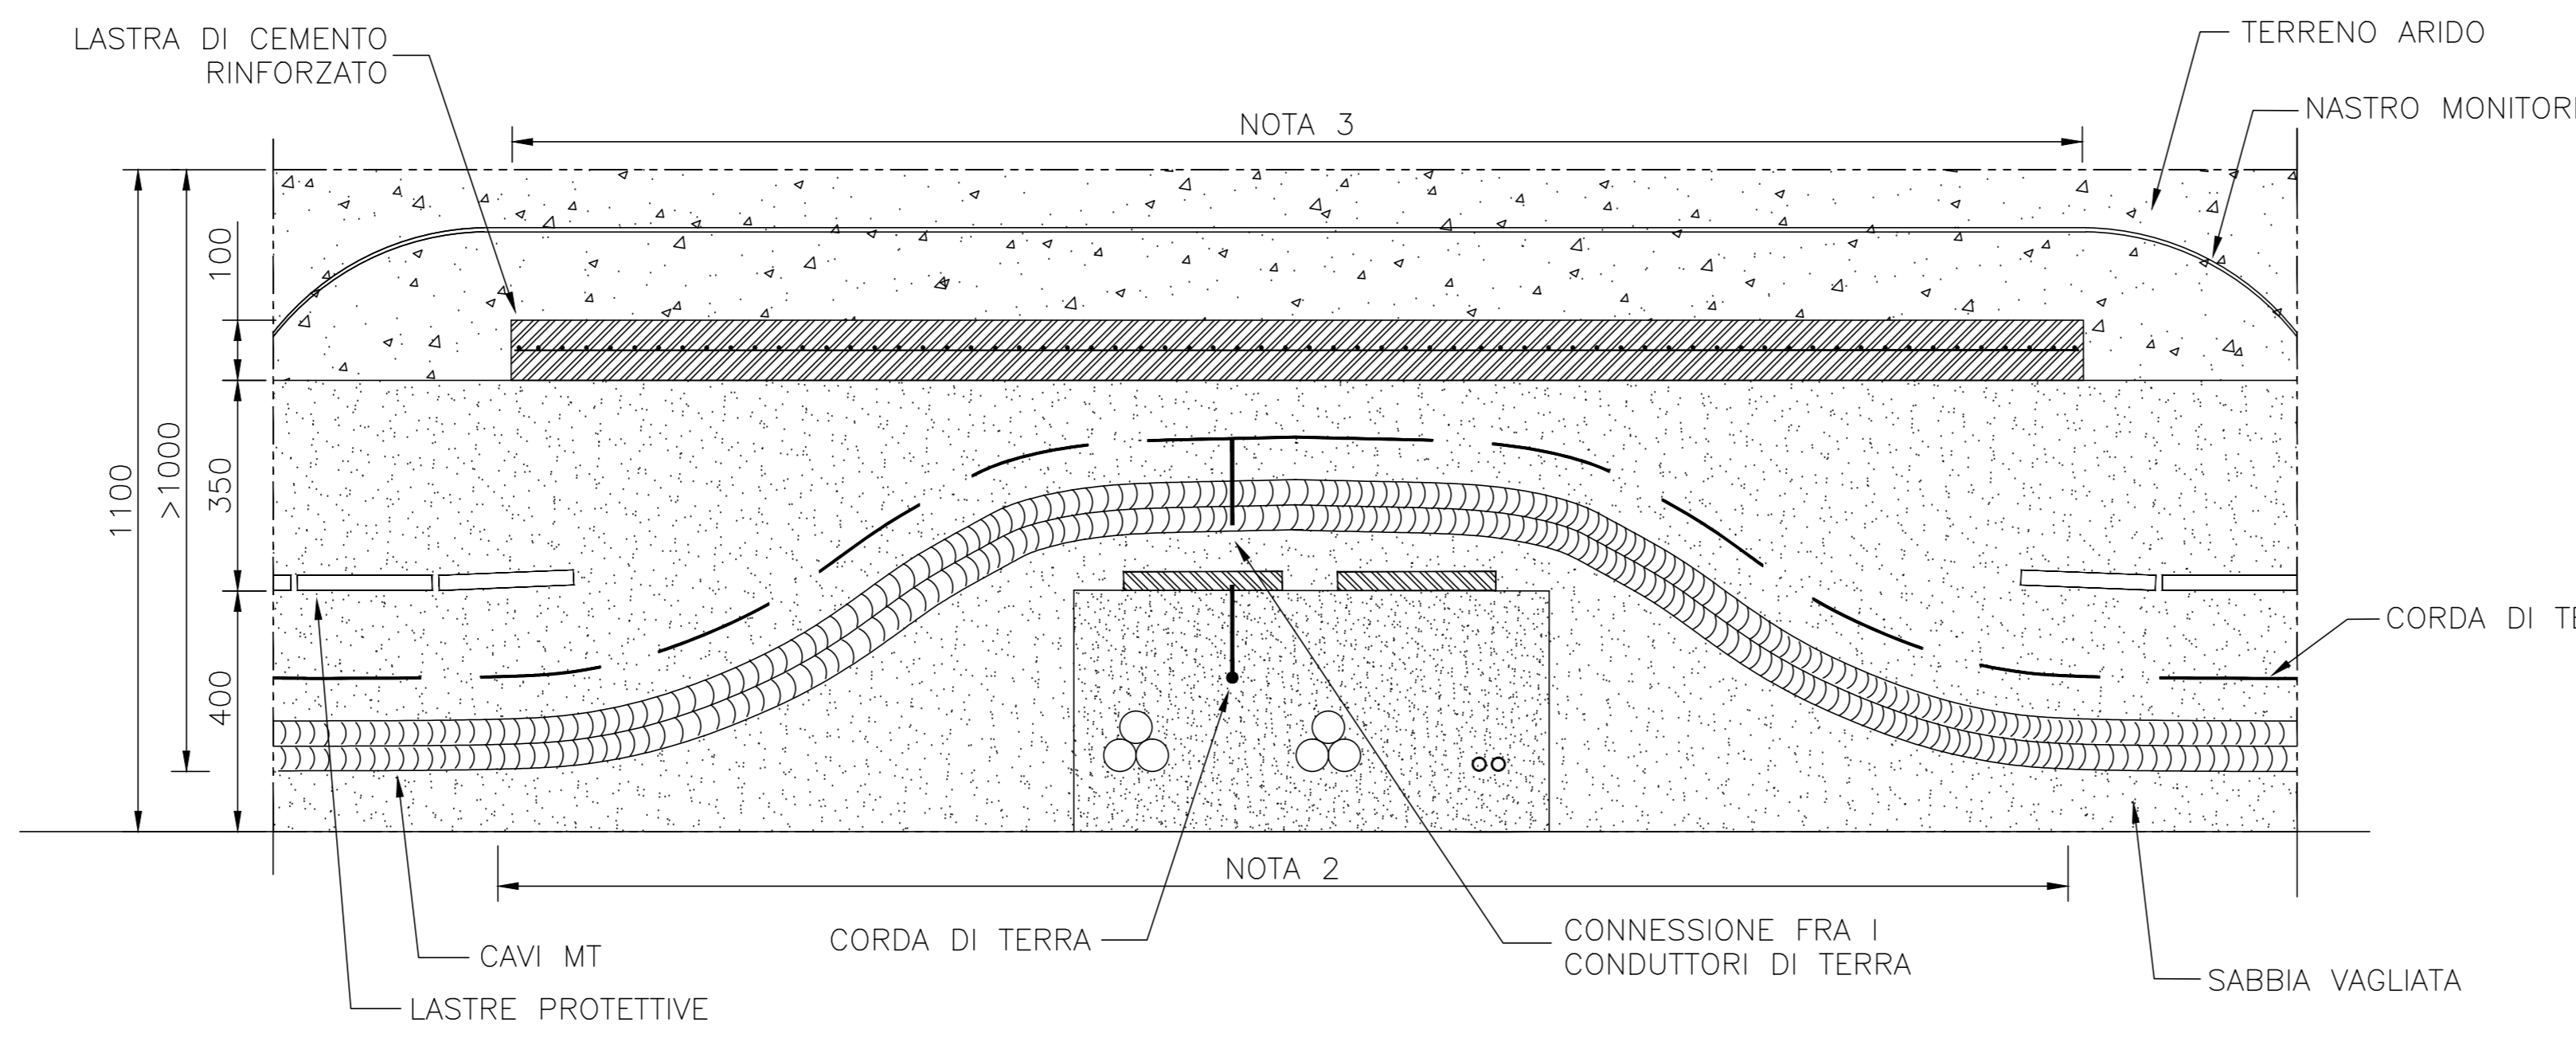 LASTRA DI CEMENTO
RINFORZATO
TERRENO ARIDO
NASTRO MONITOR
NOTA 3
100
1100
>1000
350
400
CORDA DI TE
NOTA 2
CORDA DI TERRA
CONNESSIONE FRA I
CONDUTTORI DI TERRA
CAVI MT
LASTRE PROTETTIVE
SABBIA VAGLIATA